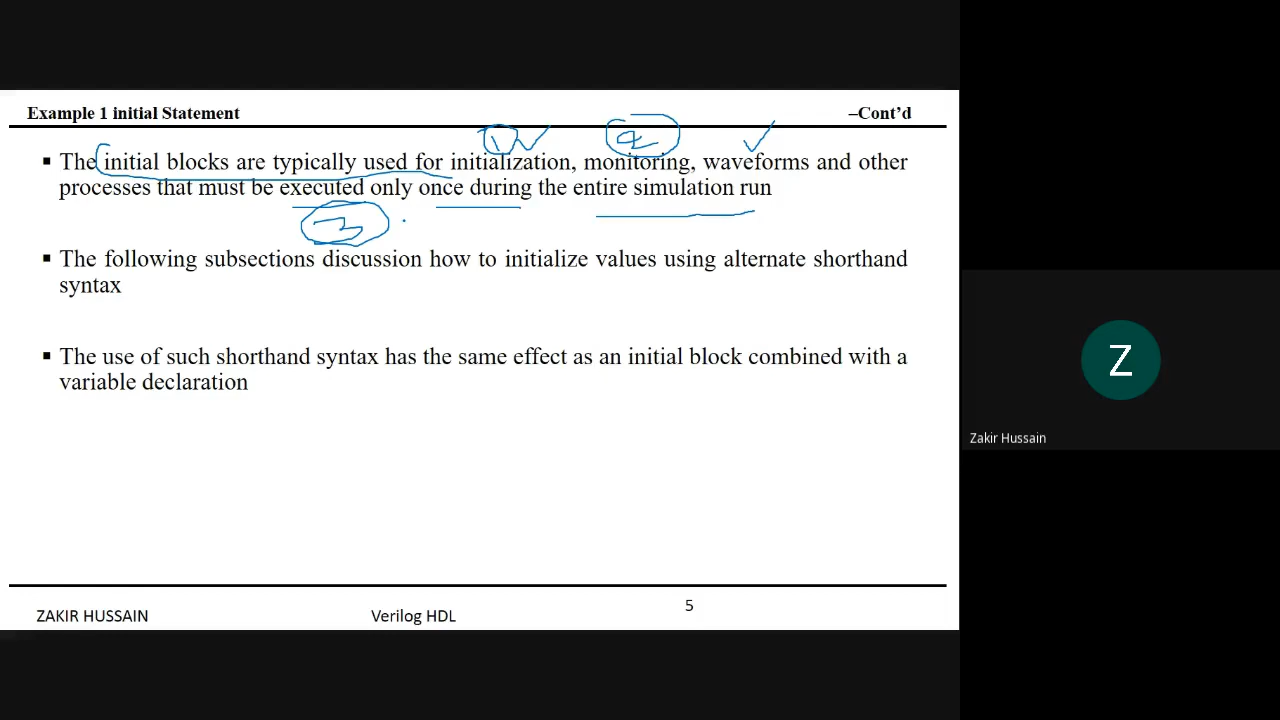 Example 1 initial Statement –Cont’d
1 2
▪ The initial blocks are typically used for initialization, monitoring, waveforms and other
processes that must be executed only once during the entire simulation run
3
▪ The following subsections discussion how to initialize values using alternate shorthand
syntax
▪ The use of such shorthand syntax has the same effect as an initial block combined with a
variable declaration
Z
Zakir Hussain
ZAKIR HUSSAIN Verilog HDL 5